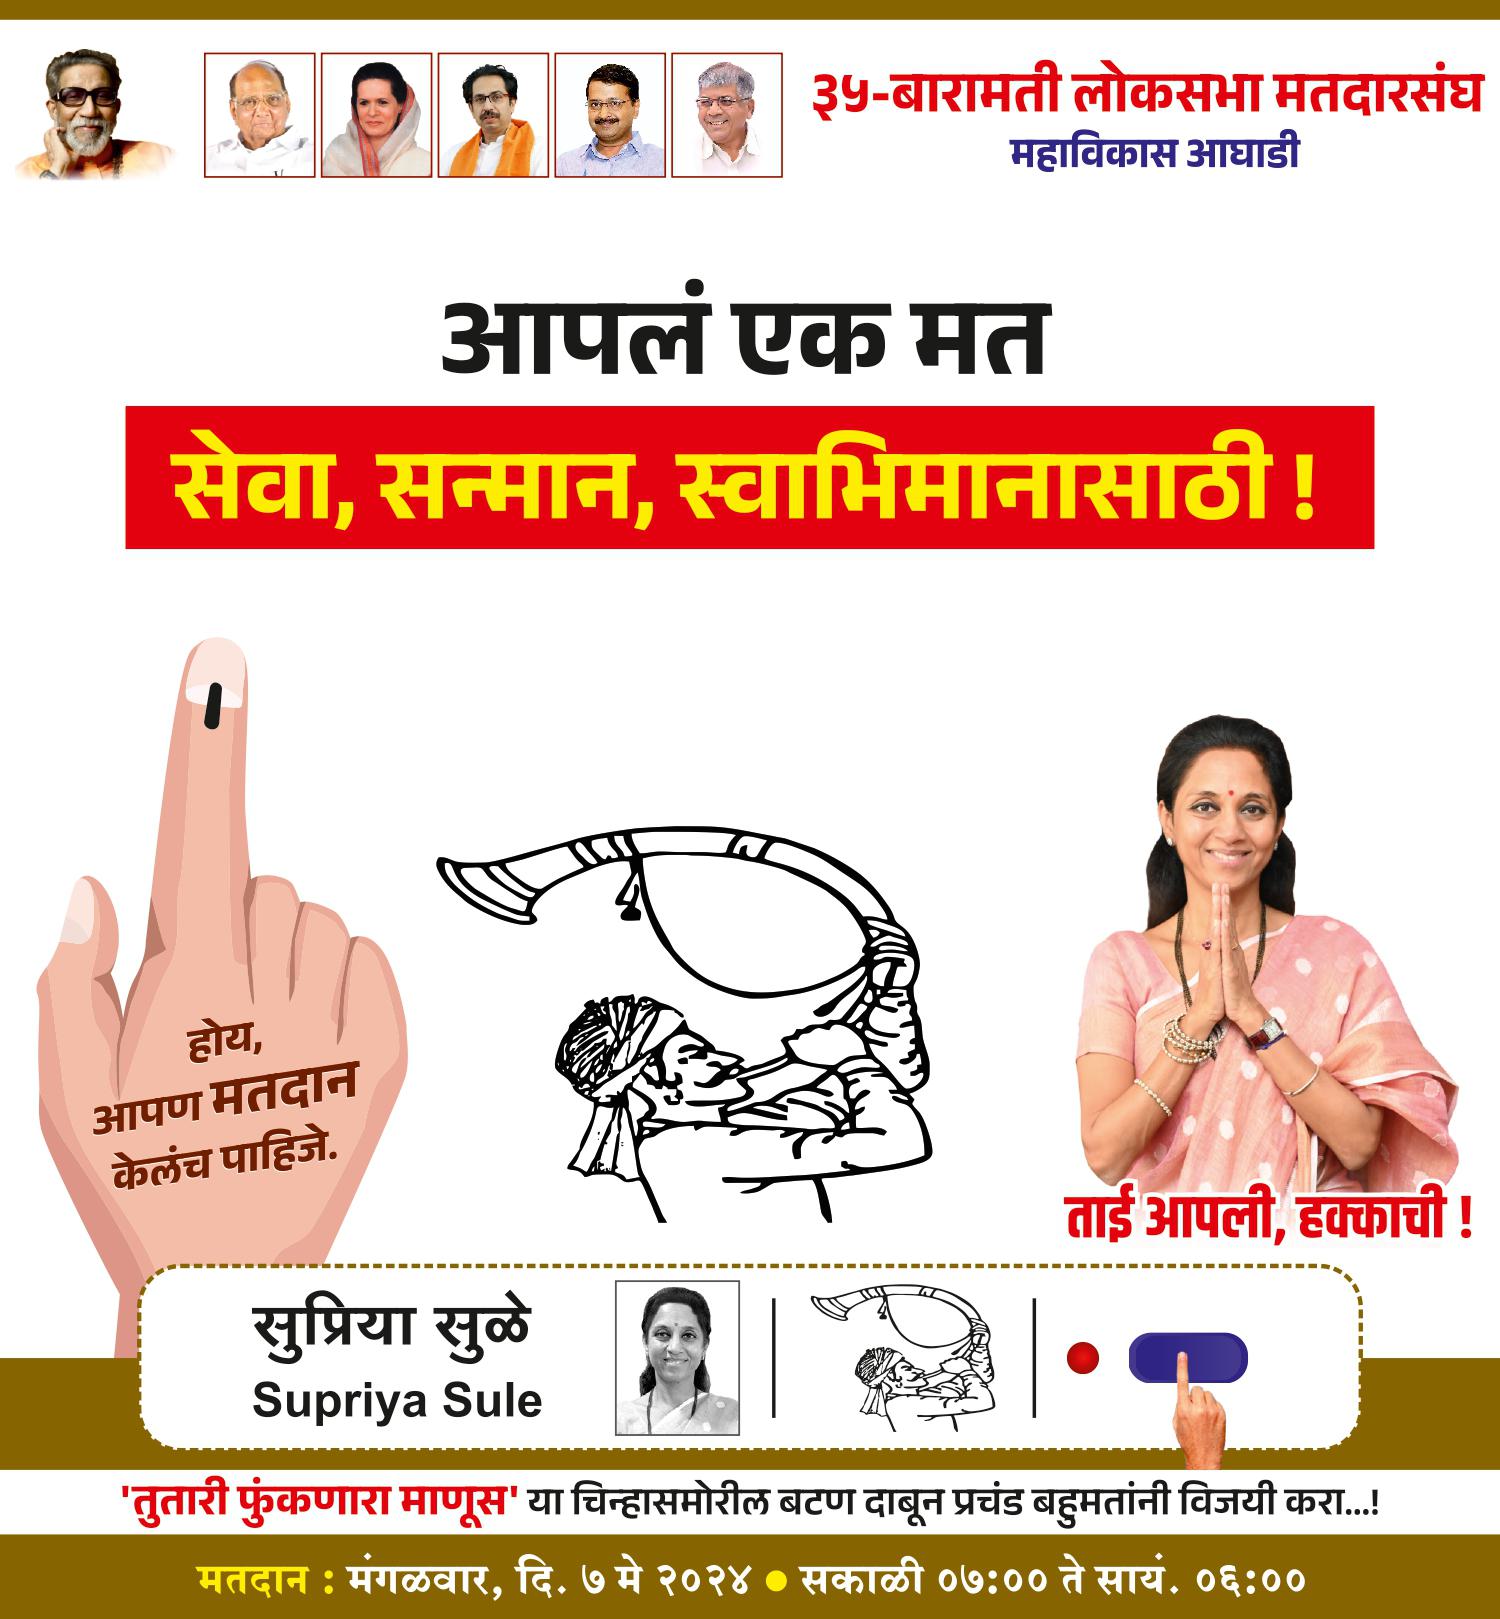 ३५-बारामती लोकसभा मतदारसंघ
महाविकास आघाडी
आपलं एक मत
सेवा, सन्मान, स्वाभिमानासाठी !
होय,
आपण मतदान
केलंच पाहिजे.
ताई आपली, हक्काची !
सुप्रिया सुळे
Supriya Sule
'तुतारी फुंकणारा माणूस' या चिन्हासमोरील बटण दाबून प्रचंड बहुमतांनी विजयी करा...!
मतदान : मंगळवार, दि. ७ मे २०२४ ● सकाळी ०७:०० ते सायं. ०६:००